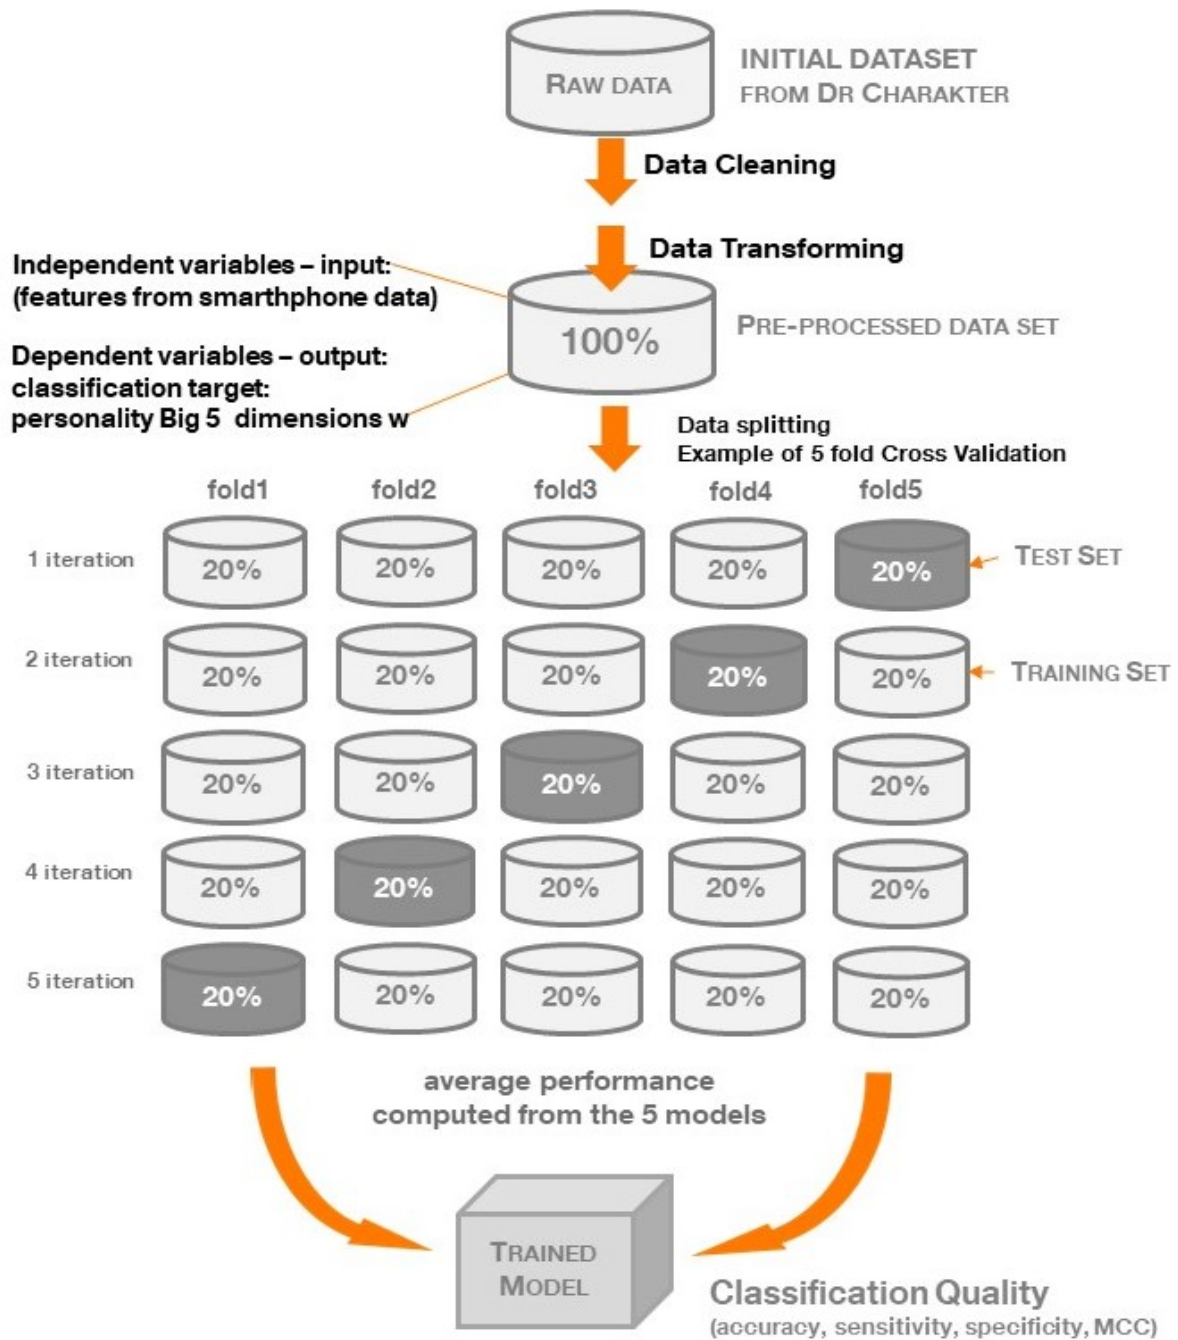 RAW DATA
INITIAL DATASET
FROM DR CHARAKTER
Data Cleaning
Data Transforming
Independent variables – input:
(features from smarthphone data)
100%
PRE-PROCESSED DATA SET
Dependent variables – output:
classification target:
personality Big 5 dimensions w
Data splitting
Example of 5 fold Cross Validation
fold1 fold2 fold3 fold4 fold5
1 iteration 20% 20% 20% 20% 20% TEST SET
2 iteration 20% 20% 20% 20% 20% TRAINING SET
3 iteration 20% 20% 20% 20% 20%
4 iteration 20% 20% 20% 20% 20%
5 iteration 20% 20% 20% 20% 20%
average performance
computed from the 5 models
TRAINED
MODEL
Classification Quality
(accuracy, sensitivity, specificity, MCC)